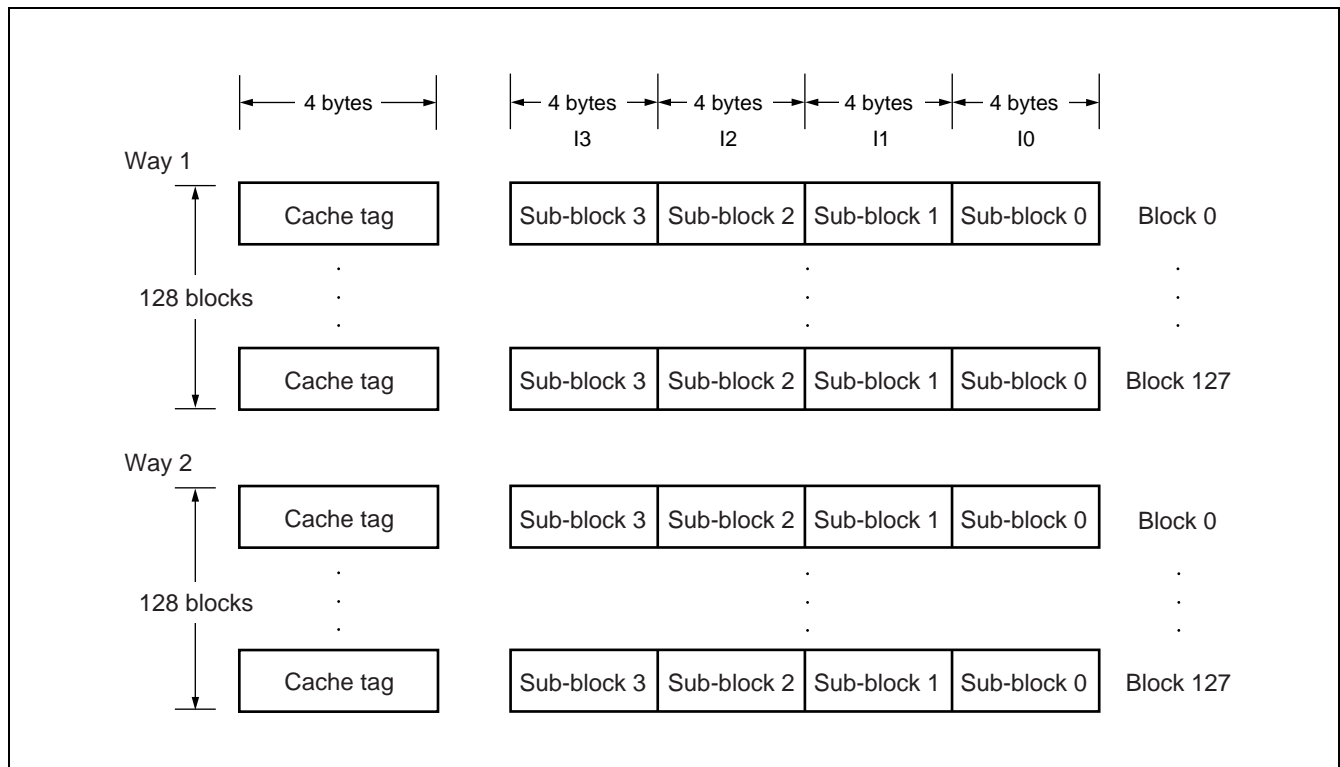 4 bytes 4 bytes 4 bytes 4 bytes 4 bytes
I3 I2 I1 I0
Way 1
Cache tag Sub-block 3 Sub-block 2 Sub-block 1 Sub-block 0 Block 0
128 blocks
Cache tag Sub-block 3 Sub-block 2 Sub-block 1 Sub-block 0 Block 127
Way 2
Cache tag Sub-block 3 Sub-block 2 Sub-block 1 Sub-block 0 Block 0
128 blocks
Cache tag Sub-block 3 Sub-block 2 Sub-block 1 Sub-block 0 Block 127